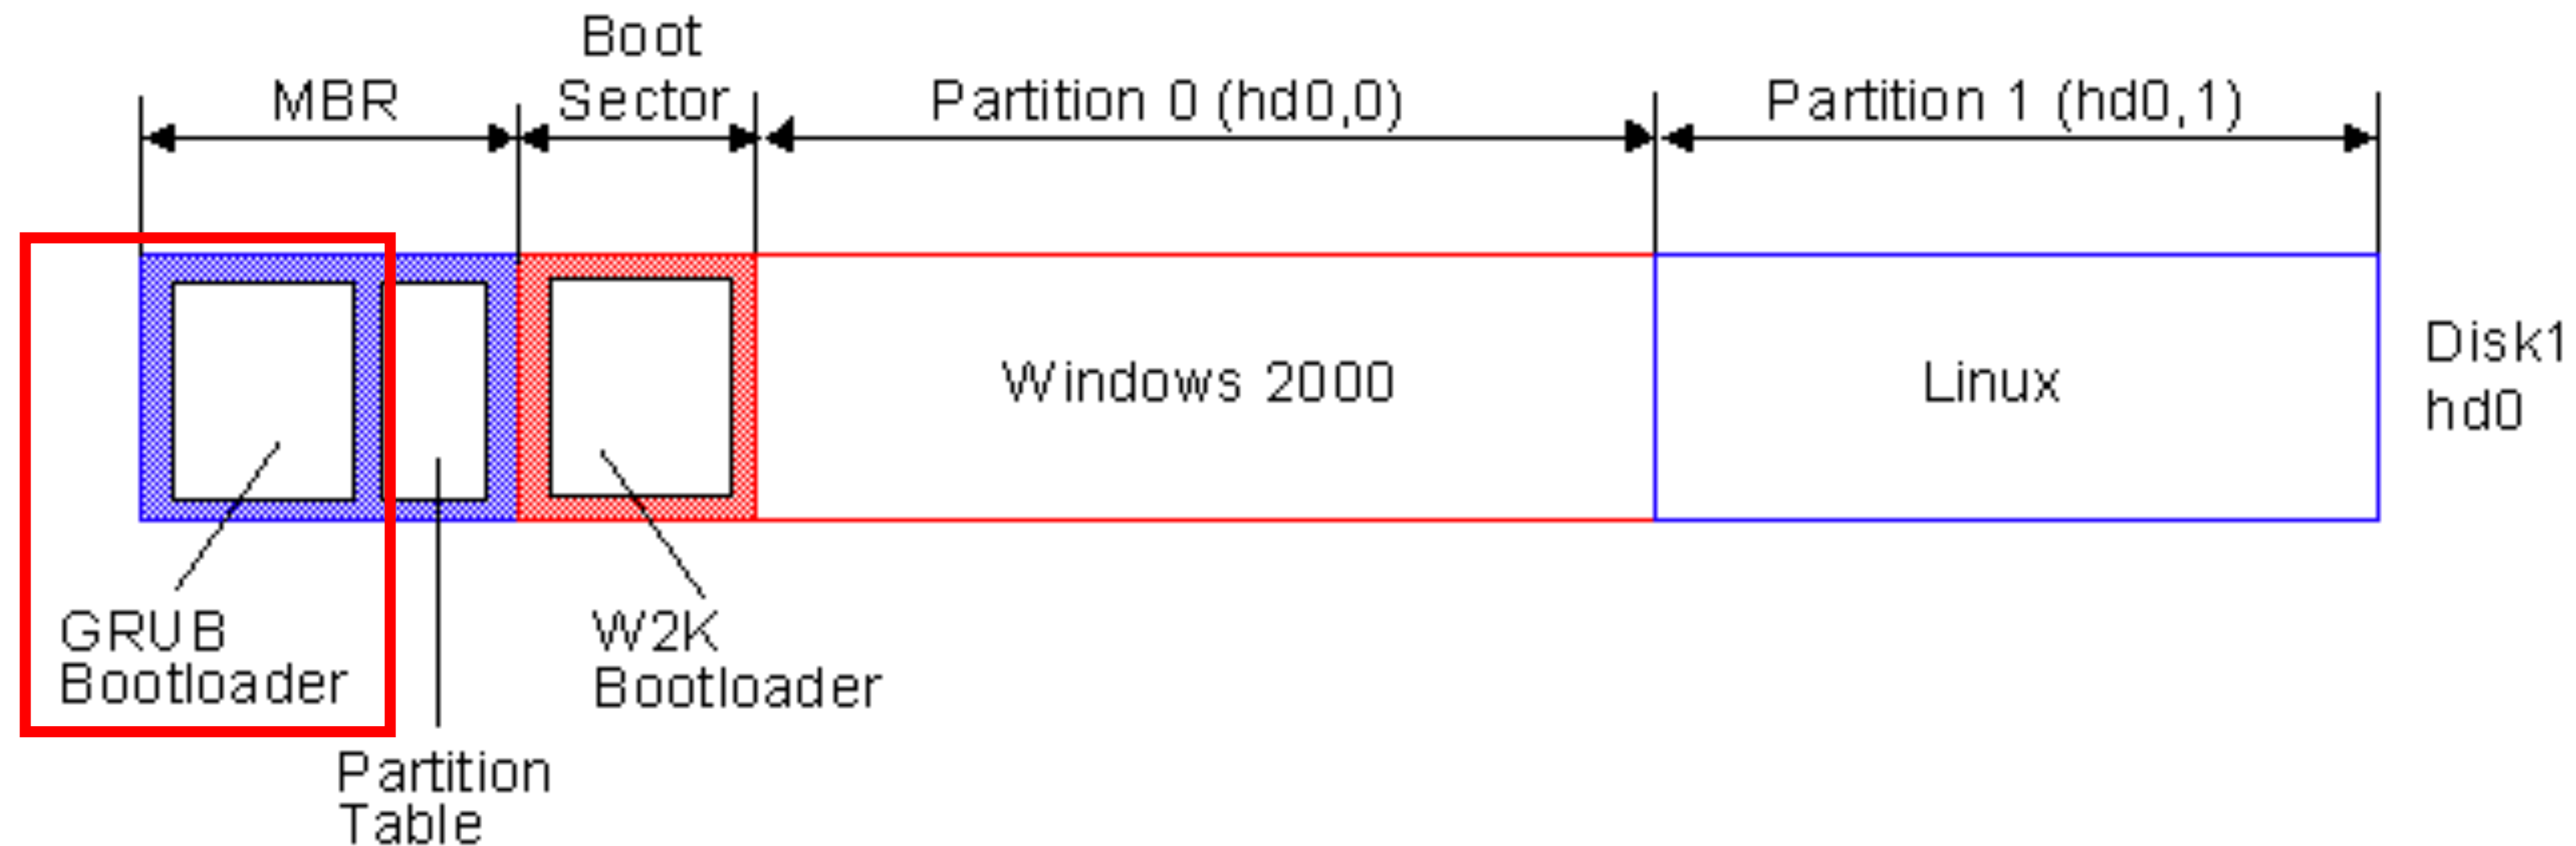 Boot
Sector
MBR
Partition 0 (hd0,0)
Partition 1 (hd0,1)
Windows 2000
Linux
Disk1
hd0
GRUB
Bootloader
W2K
Bootloader
Partition
Table